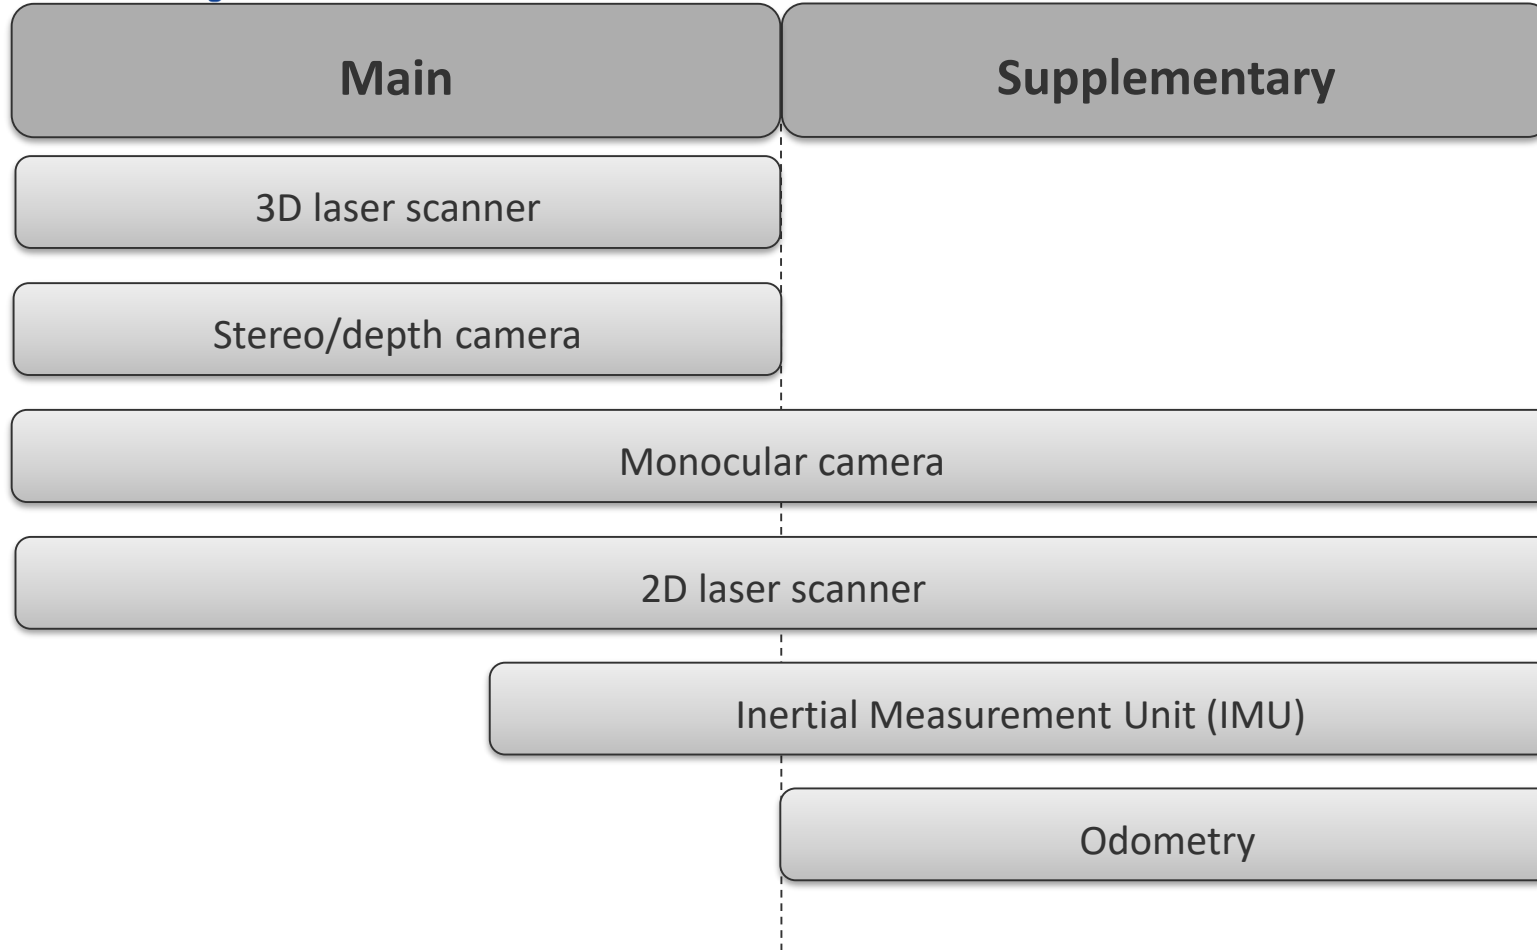 Main
Supplementary
3D laser scanner
Stereo/depth camera
Monocular camera
2D laser scanner
Inertial Measurement Unit (IMU)
Odometry